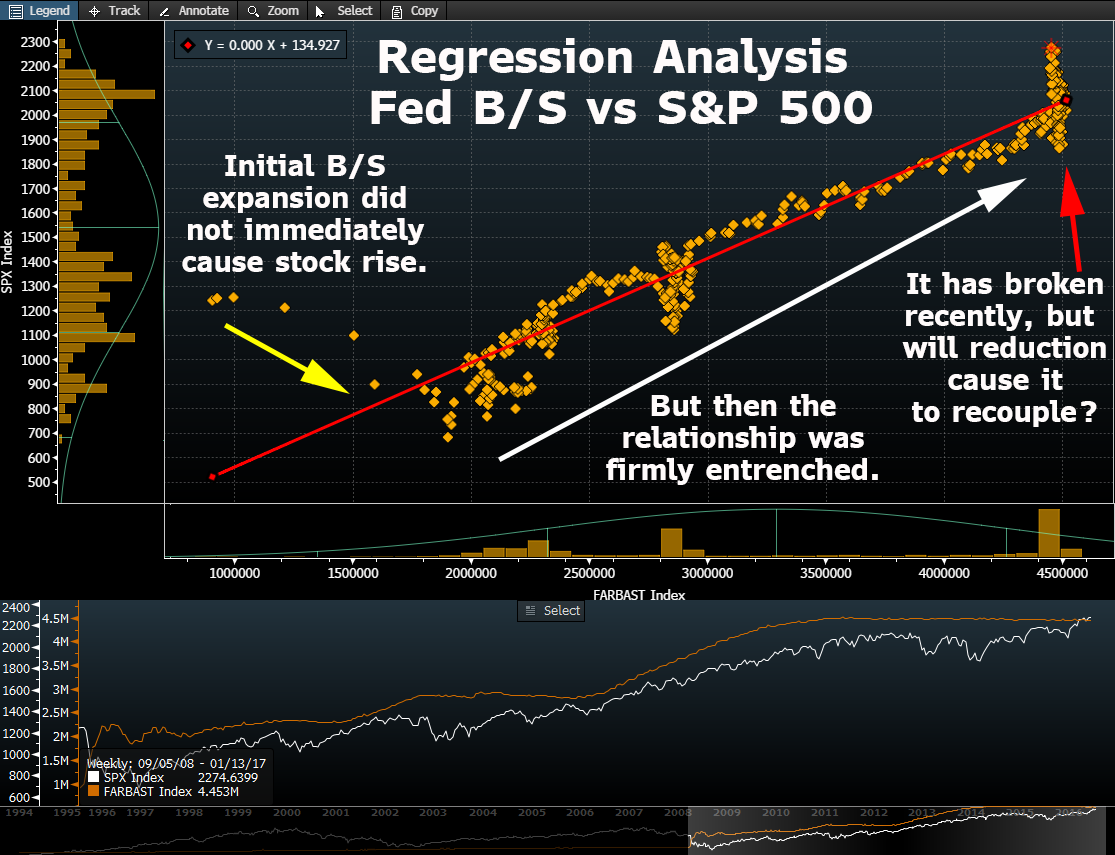 Legend Track Annotate Zoom Select Copy
Y = 0.000 X + 134.927
Regression Analysis
Fed B/S vs S&P 500
Initial B/S
expansion did
not immediately
cause stock rise.
It has broken
recently, but
will reduction
cause it
to recouple?
But then the
relationship was
firmly entrenched.
SPX Index
2300
2200
2100
2000
1900
1800
1700
1600
1500
1400
1300
1200
1100
1000
900
800
700
600
500
1000000 1500000 2000000 2500000 3000000 3500000 4000000 4500000
FARBAST Index
Select
2400
2200
2000
1800
1600
1400
1200
1000
800
600
4.5M
4M
3.5M
3M
2.5M
2M
1.5M
1M
Weekly: 09/05/08 - 01/13/17
SPX Index 2274.6399
FARBAST Index 4.453M
1994 1995 1996 1997 1998 1999 2000 2001 2002 2003 2004 2005 2006 2007 2008 2009 2010 2011 2012 2013 2014 2015 2016